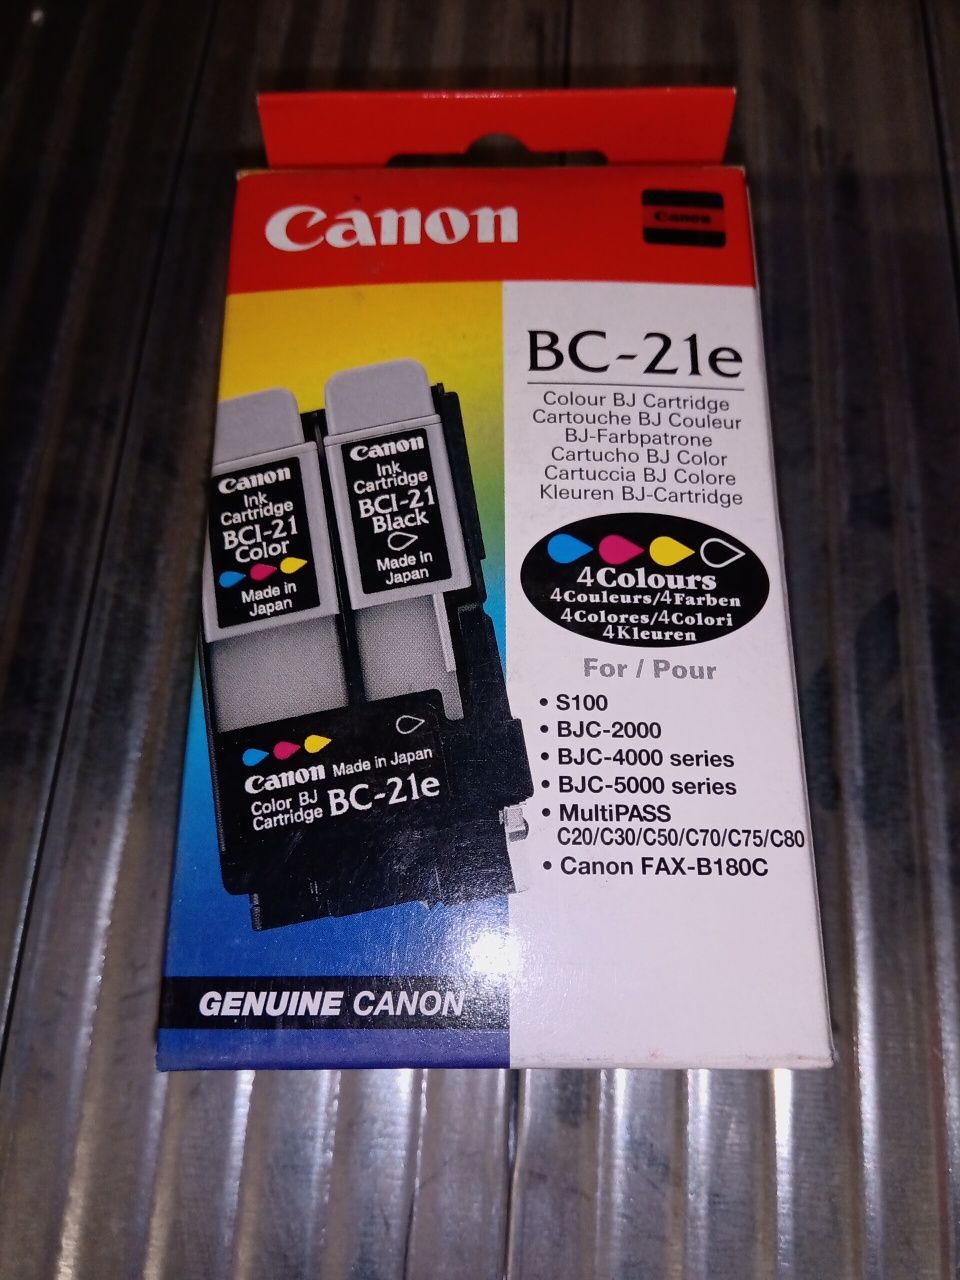 Canon
Canon
BC-21e
Colour BJ Cartridge
Cartouche BJ Couleur
BJ-Farbpatrone
Cartucho BJ Color
Cartuccia BJ Colore
Kleuren BJ-Cartridge
4Colours
4Couleurs/4Farben
4Colores/4Colori
4Kleuren
For / Pour
• S100
• BJC-2000
• BJC-4000 series
• BJC-5000 series
• MultiPASS
C20/C30/C50/C70/C75/C80
• Canon FAX-B180C
Canon
Ink
Cartridge
BCI-21
Color
Made in
Japan
Canon
Ink
Cartridge
BCI-21
Black
Made in
Japan
Canon Made in Japan
Color BJ
Cartridge BC-21e
GENUINE CANON